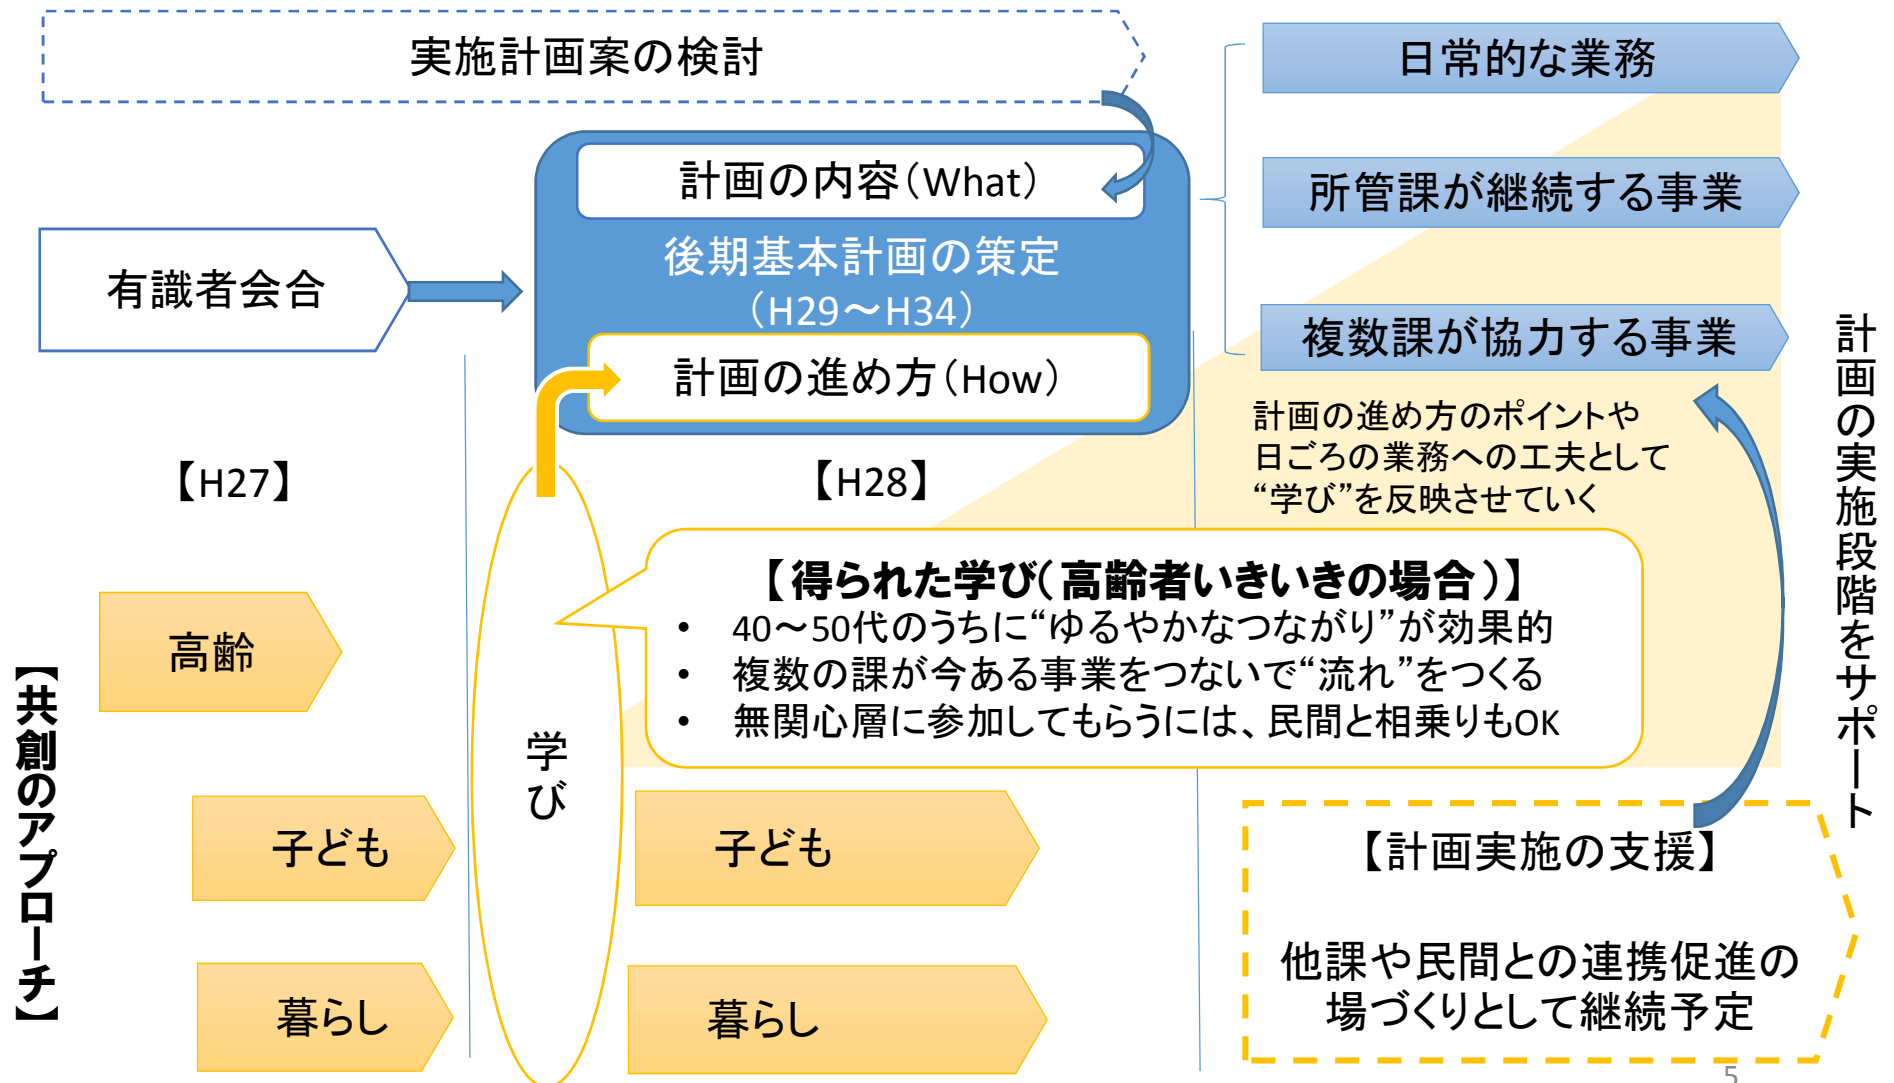 実施計画案の検討
計画の内容（What）
後期基本計画の策定
（H29～H34）
計画の進め方（How）
有識者会合
日常的な業務
所管課が継続する事業
複数課が協力する事業
計画の進め方のポイントや
日ごろの業務への工夫として
“学び”を反映させていく
計画の実施段階をサポート
【H27】
【H28】
【共創のアプローチ】
高齢
子ども
暮らし
学び
【得られた学び（高齢者いきいきの場合）】
• 40～50代のうちに“ゆるやかなつながり”が効果的
• 複数の課が今ある事業をつないで“流れ”をつくる
• 無関心層に参加してもらうには、民間と相乗りもOK
子ども
暮らし
【計画実施の支援】
他課や民間との連携促進の
場づくりとして継続予定
5